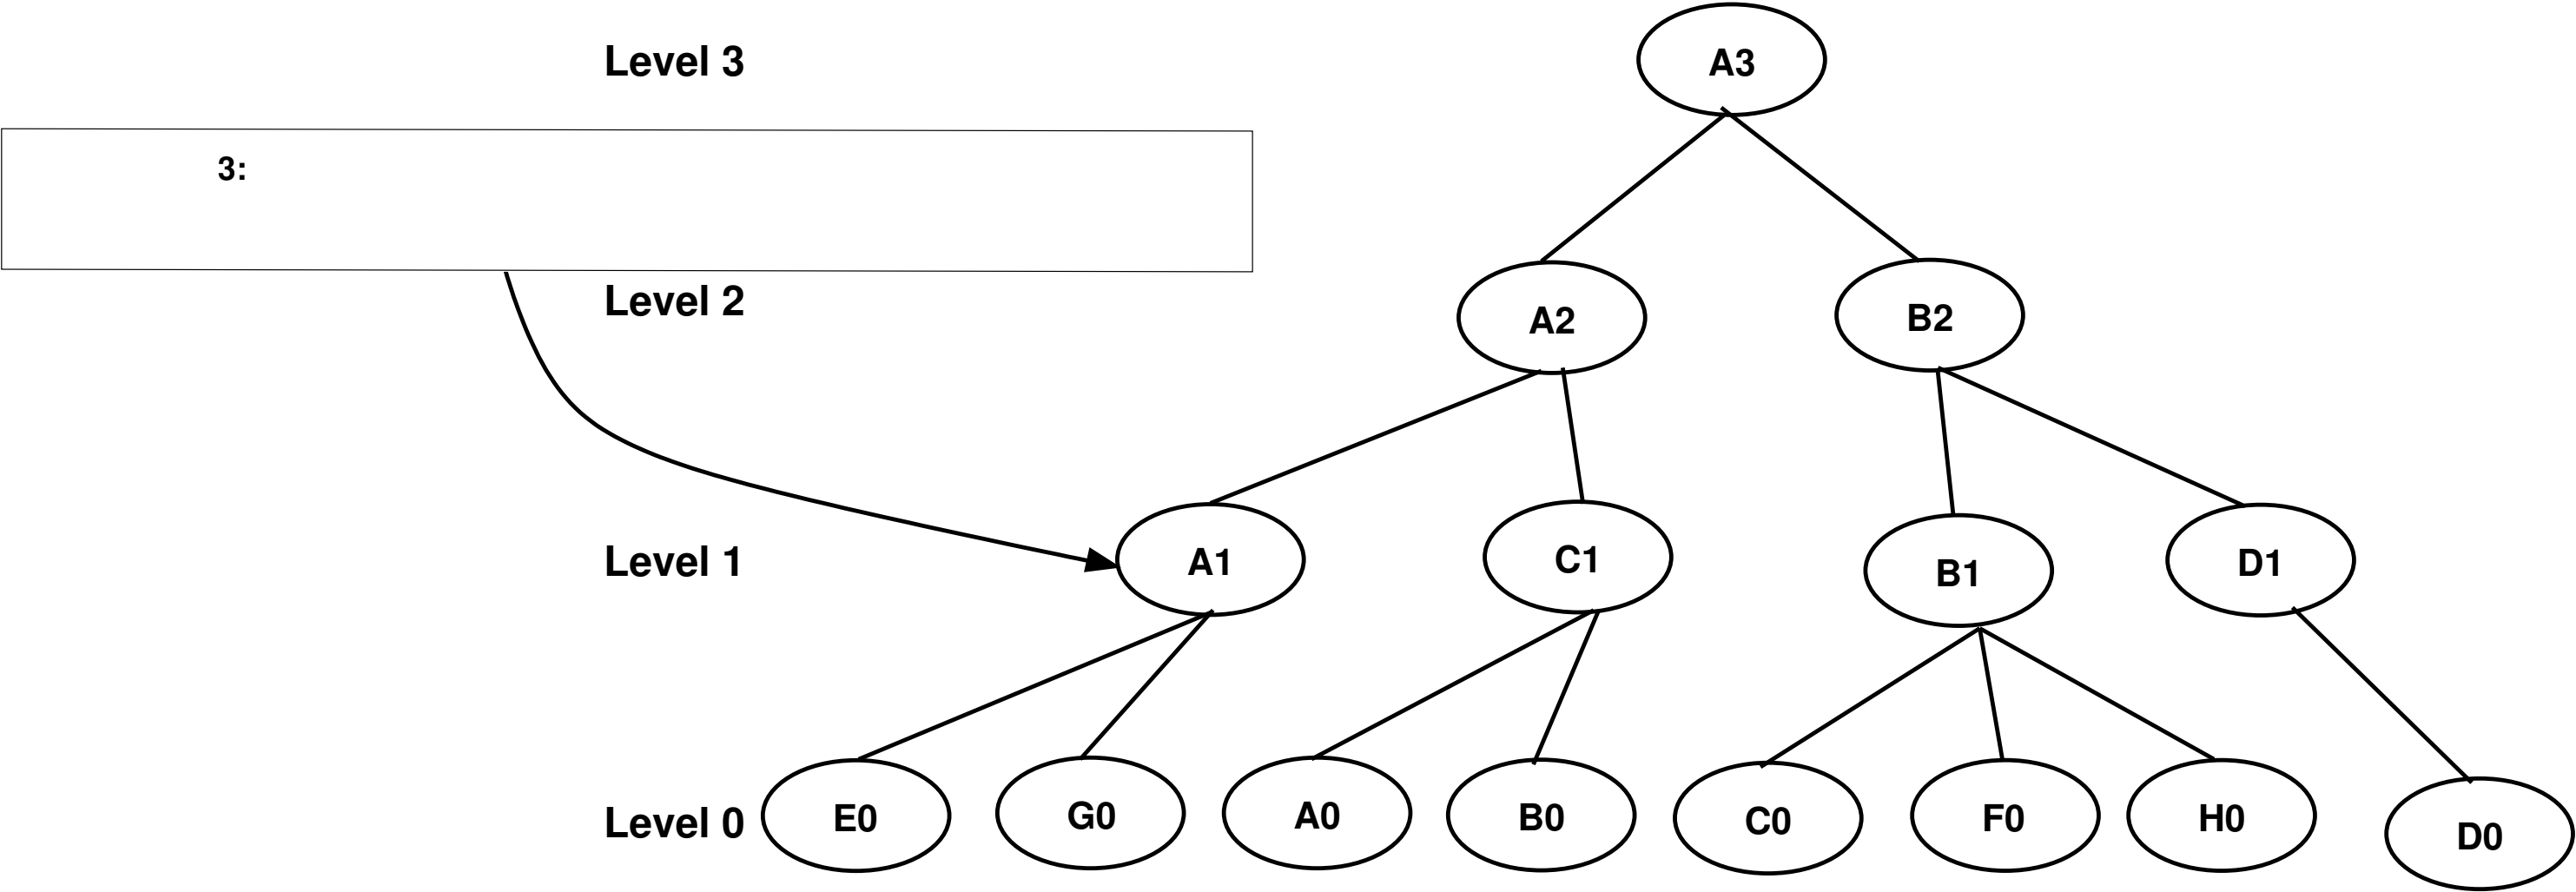 Level 3
A3
3:
Level 2
A2
B2
Level 1
A1
C1
B1
D1
Level 0
E0
G0
A0
B0
C0
F0
H0
D0